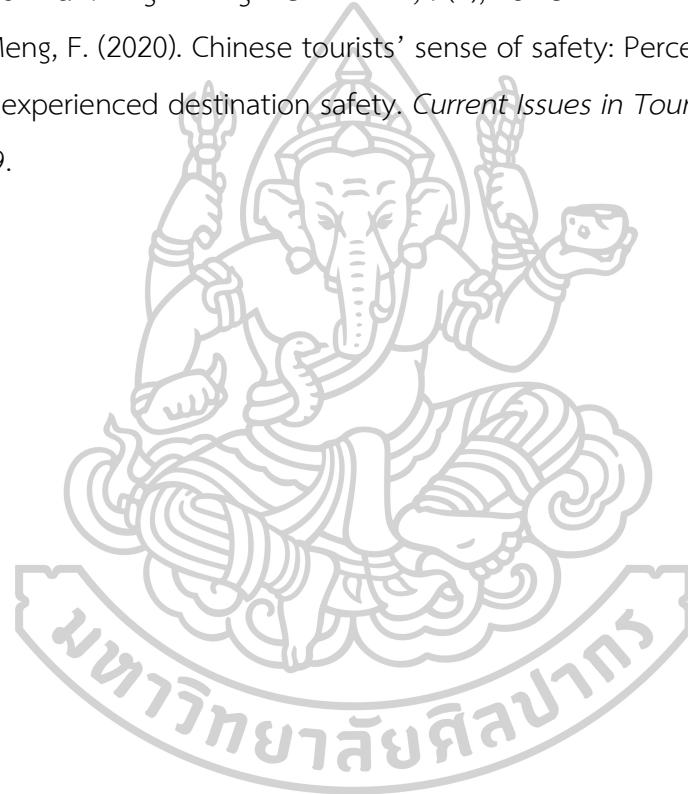 Meng, F. (2020). Chinese tourists' sense of safety: Perce
experienced destination safety. Current Issues in Tour
9.
มหาวิทยาลัยศิลปากร